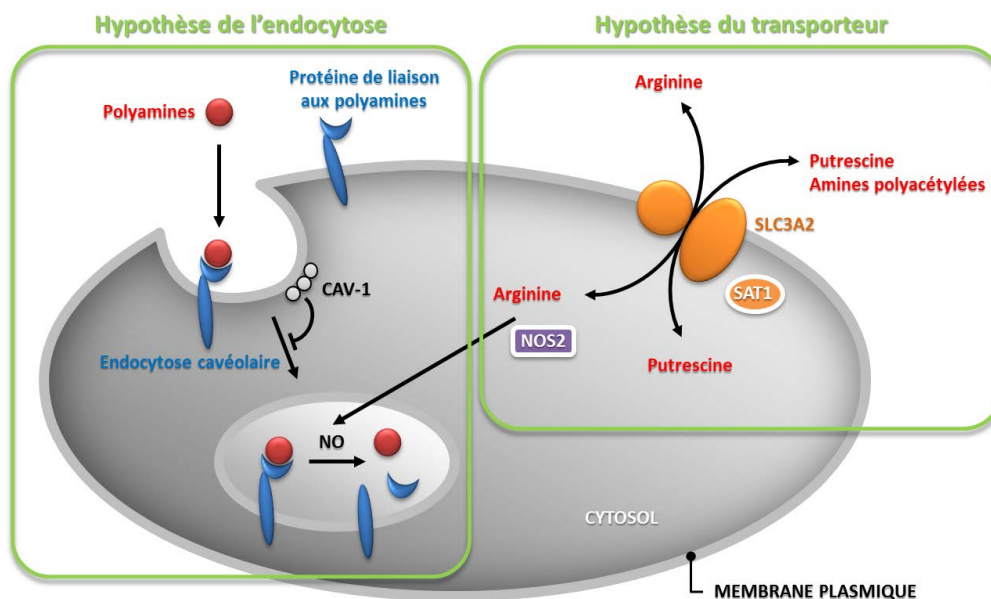 Hypothèse de l'endocytose
Hypothèse du transporteur
Protéine de liaison
aux polyamines
Polyamines
CAV-1
Endocytose cavéolaire
NO
Arginine
Putrescine
Amines polyacétylées
SLC3A2
SAT1
Arginine
NOS2
Putrescine
CYTOSOL
MEMBRANE PLASMIQUE